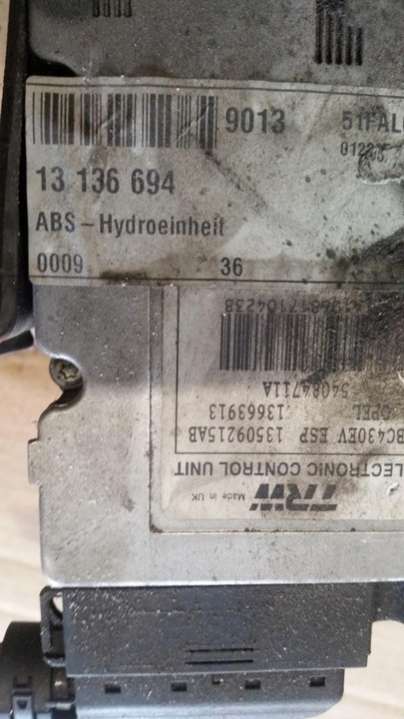 9013
13 136 694
ABS-Hydroeinheit
0009 36
TRW Made in UK
ELECTRONIC CONTROL UNIT
EBC430EV ESP 13509215AB
OPEL 13663913
54084711A